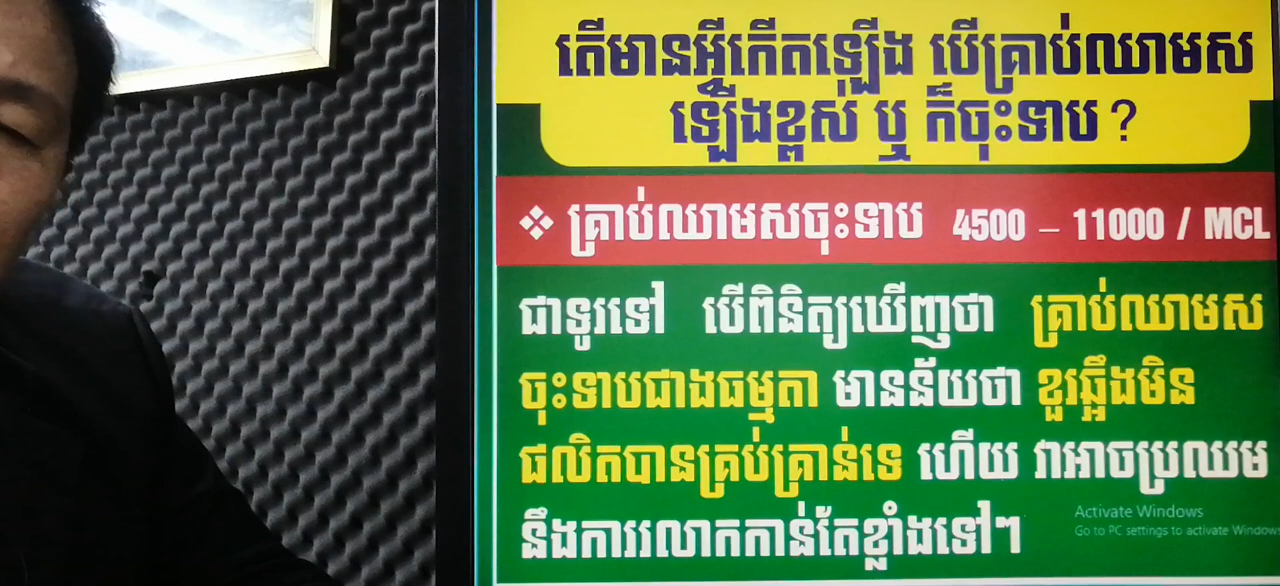 តើមានអ្វីកើតឡើង បើគ្រាប់ឈាមស
ឡើងខ្ពស់ ឬ ក៏ចុះទាប ?
❖ គ្រាប់ឈាមសចុះទាប 4500 – 11000 / MCL
ជាទូរទៅ បើពិនិត្យឃើញថា គ្រាប់ឈាមស
ចុះទាបជាងធម្មតា មានន័យថា ខួរឆ្អឹងមិន
ផលិតបានគ្រប់គ្រាន់ទេ ហើយ វាអាចប្រឈម
នឹងការរលាកកាន់តែខ្លាំងទៅៗ
Activate Windows
Go to PC settings to activate Windows